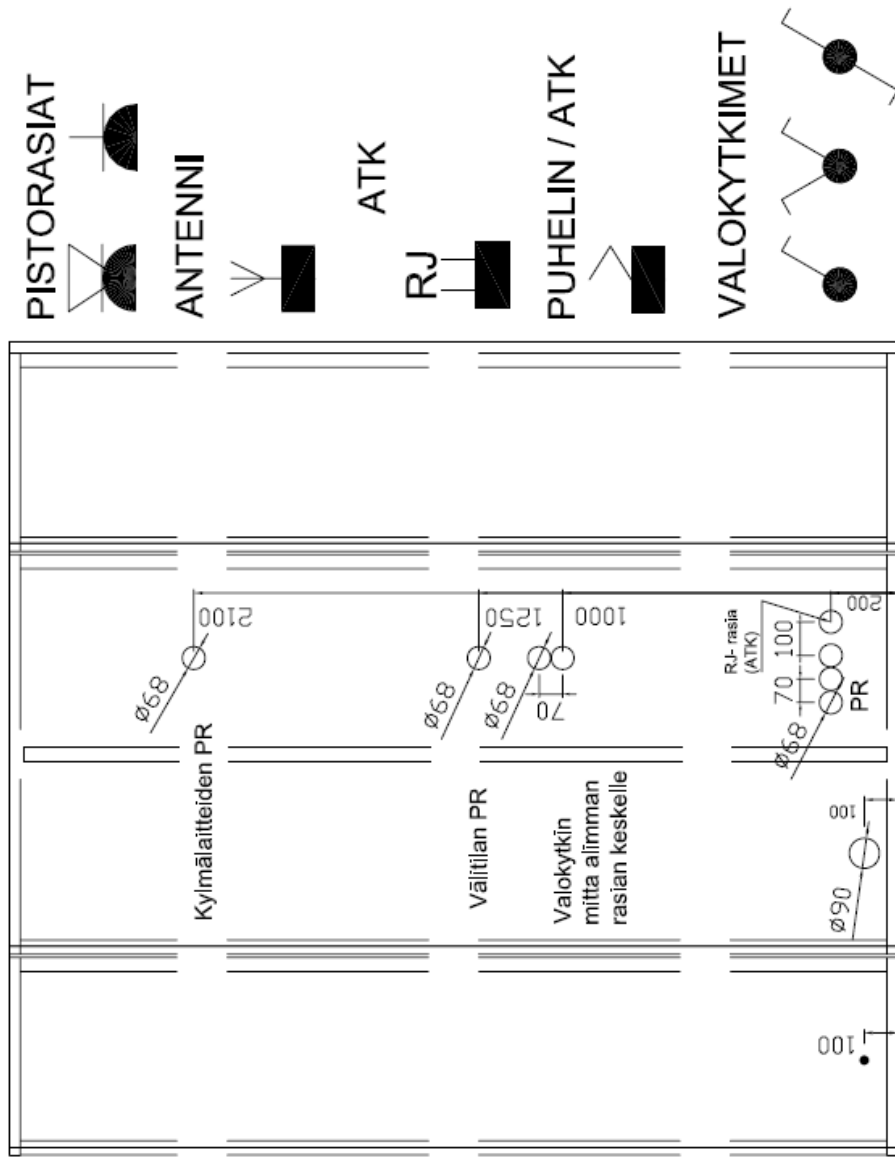 PISTORASIAT
ANTENNI
ATK
RJ
PUHELIN / ATK
VALOKYTKIMET
2100
Ø68
Kylmälaitteiden PR
1250
Ø68
Välitilan PR
1000
Ø68
70
Valokytkin
mitta alimman
rasian keskelle
RJ- rasia
(ATK)
200
100
70
Ø68
PR
100
Ø90
100